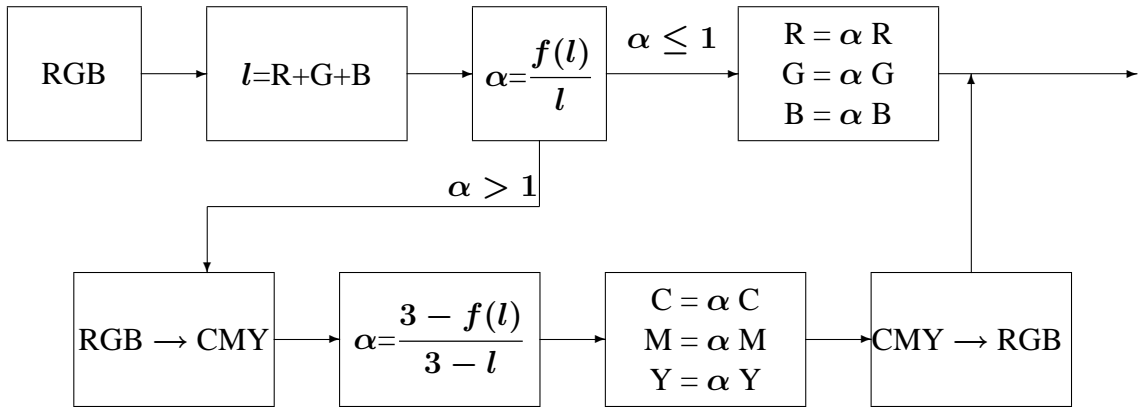 RGB
l=R+G+B
α=f(l)/l
α ≤ 1
R = α R
G = α G
B = α B
α > 1
RGB → CMY
α=3 − f(l)/3 − l
C = α C
M = α M
Y = α Y
CMY → RGB